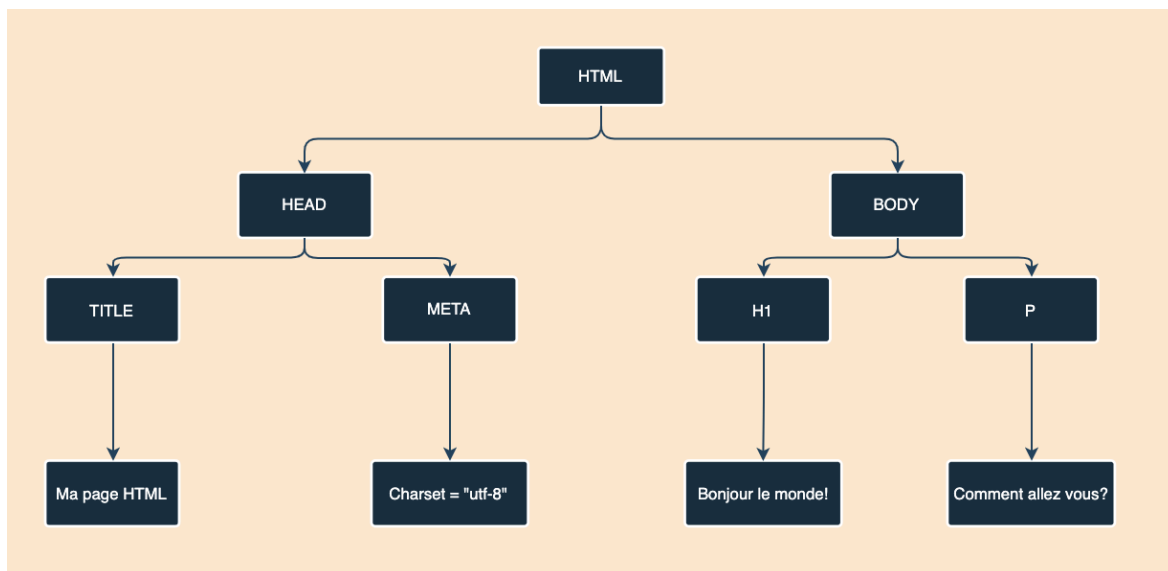 HTML
HEAD
BODY
TITLE
META
H1
P
Ma page HTML
Charset = "utf-8"
Bonjour le monde!
Comment allez vous?